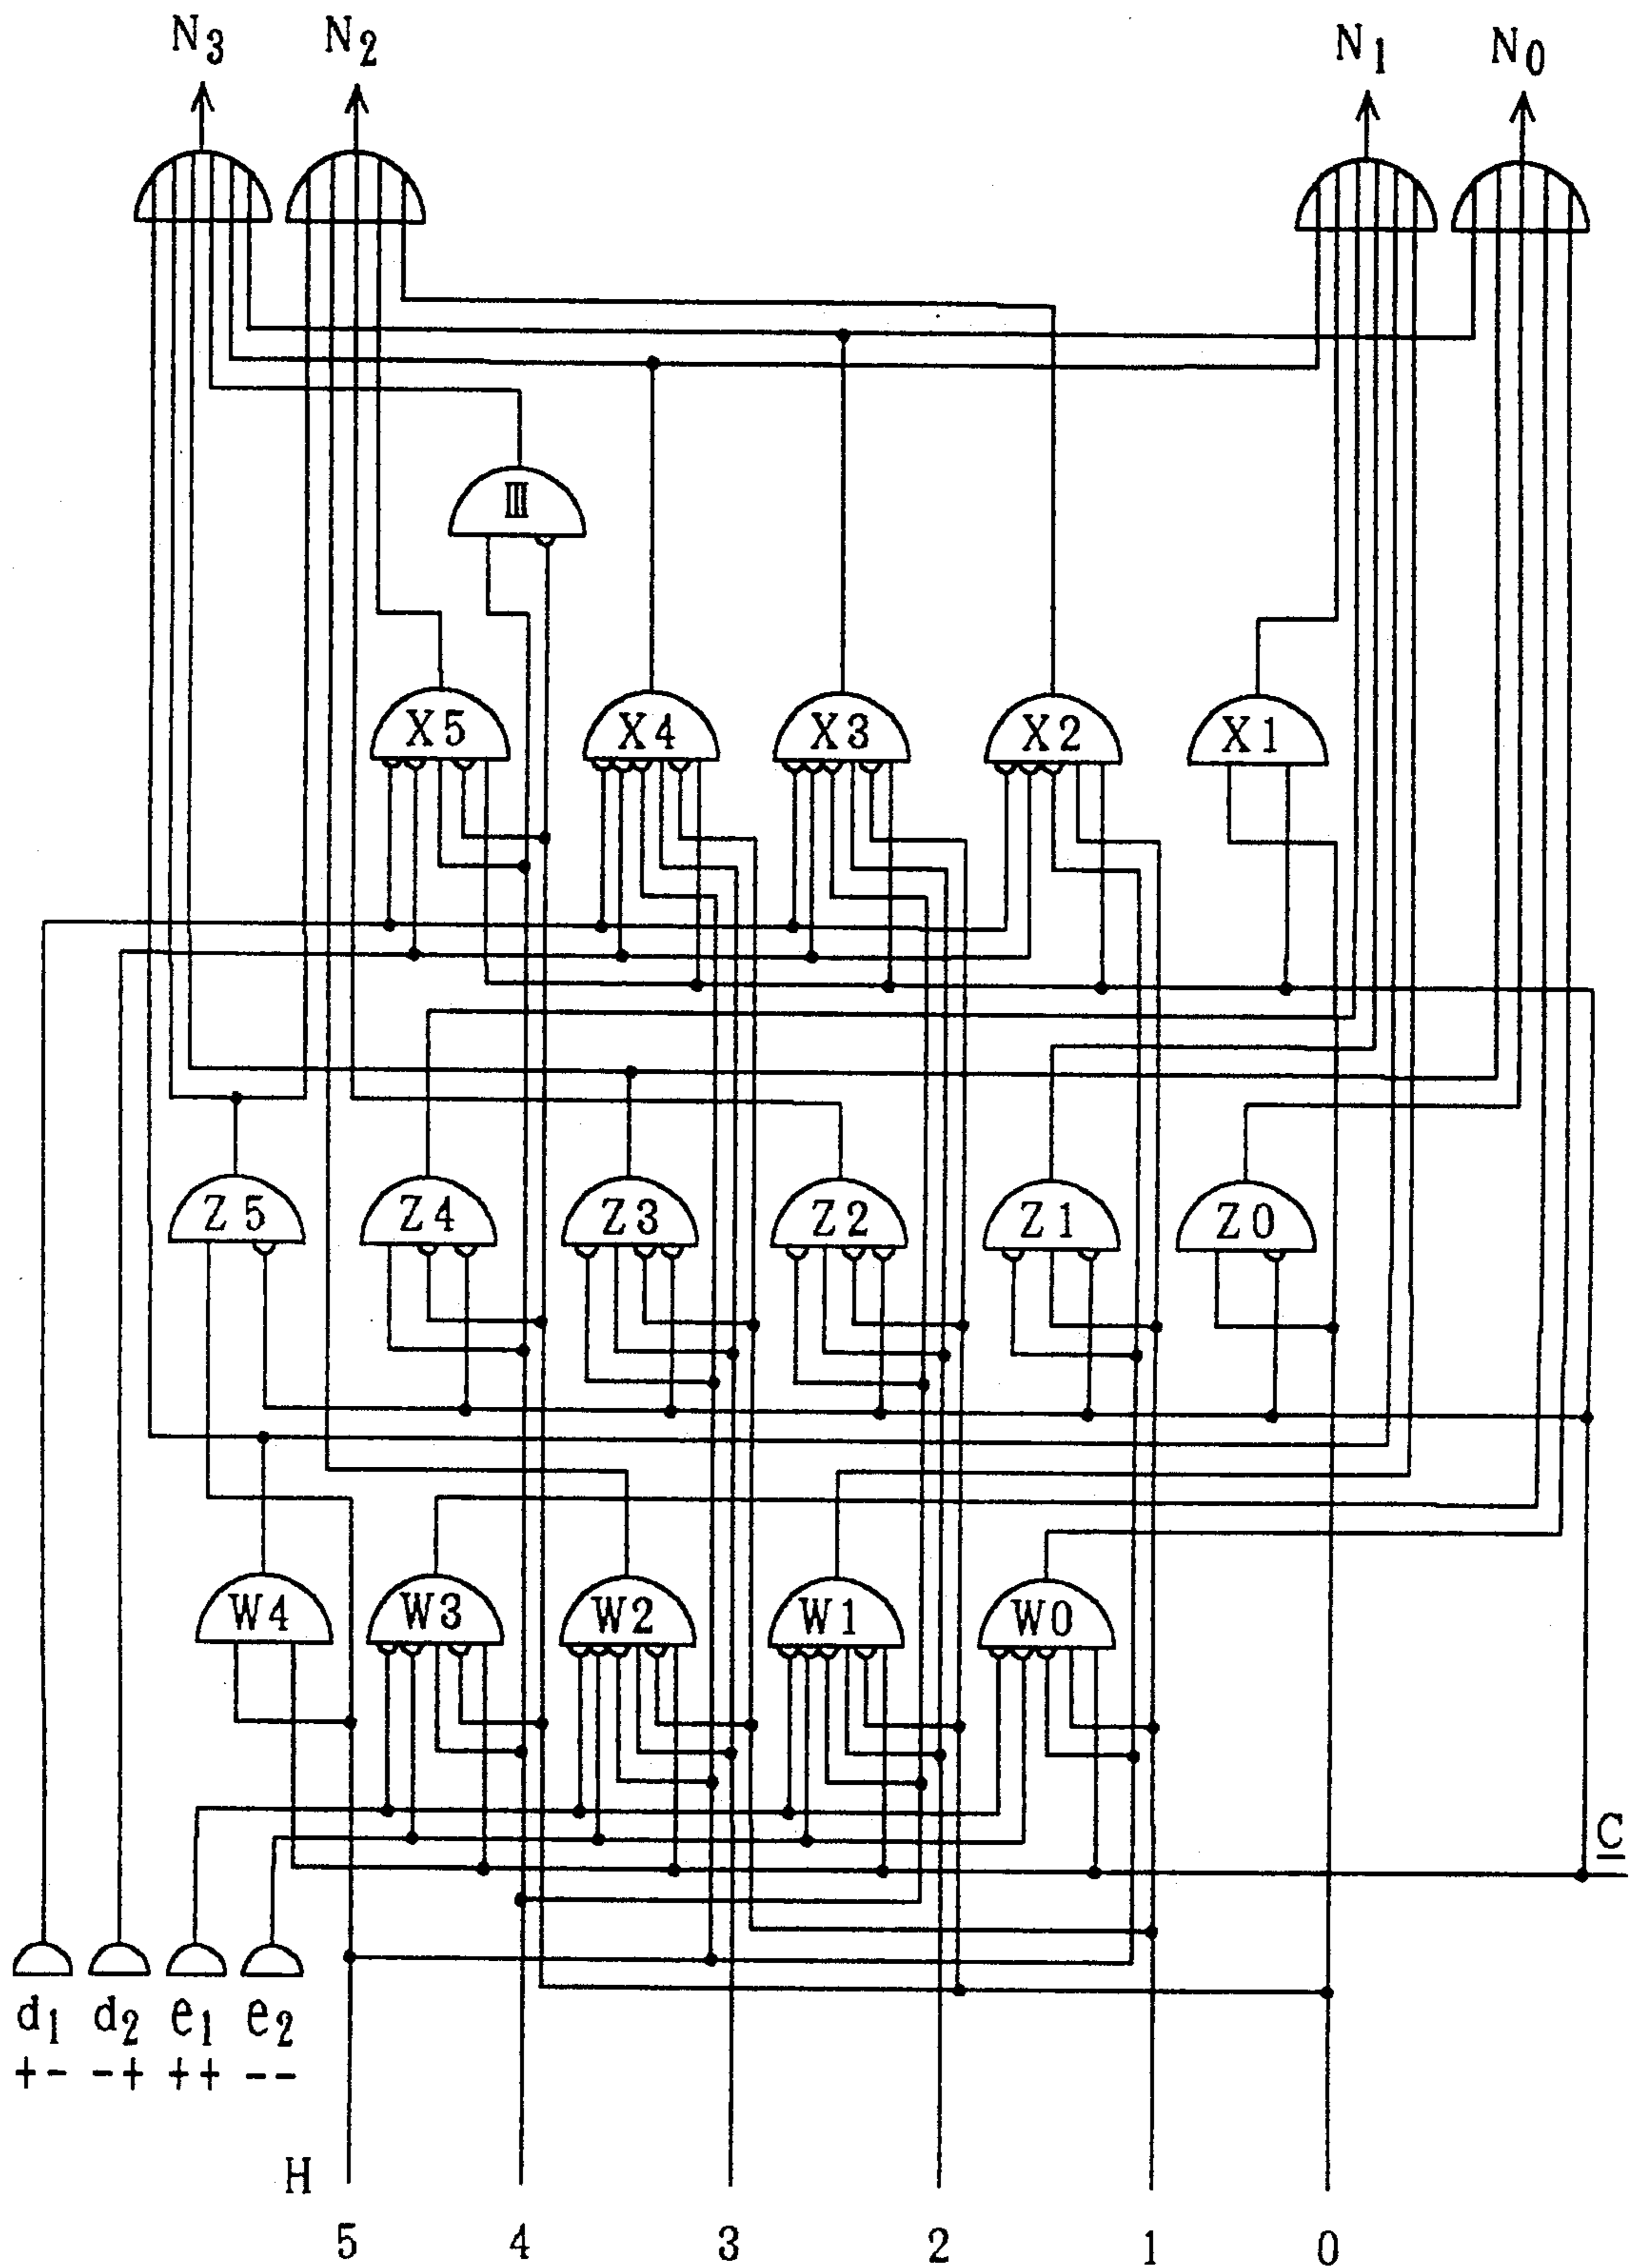 N₃ N₂ N₁ N₀
III
X5 X4 X3 X2 X1
Z5 Z4 Z3 Z2 Z1 Z0
W4 W3 W2 W1 W0
C
d₁ d₂ e₁ e₂
+- -+ ++ --
H
5 4 3 2 1 0